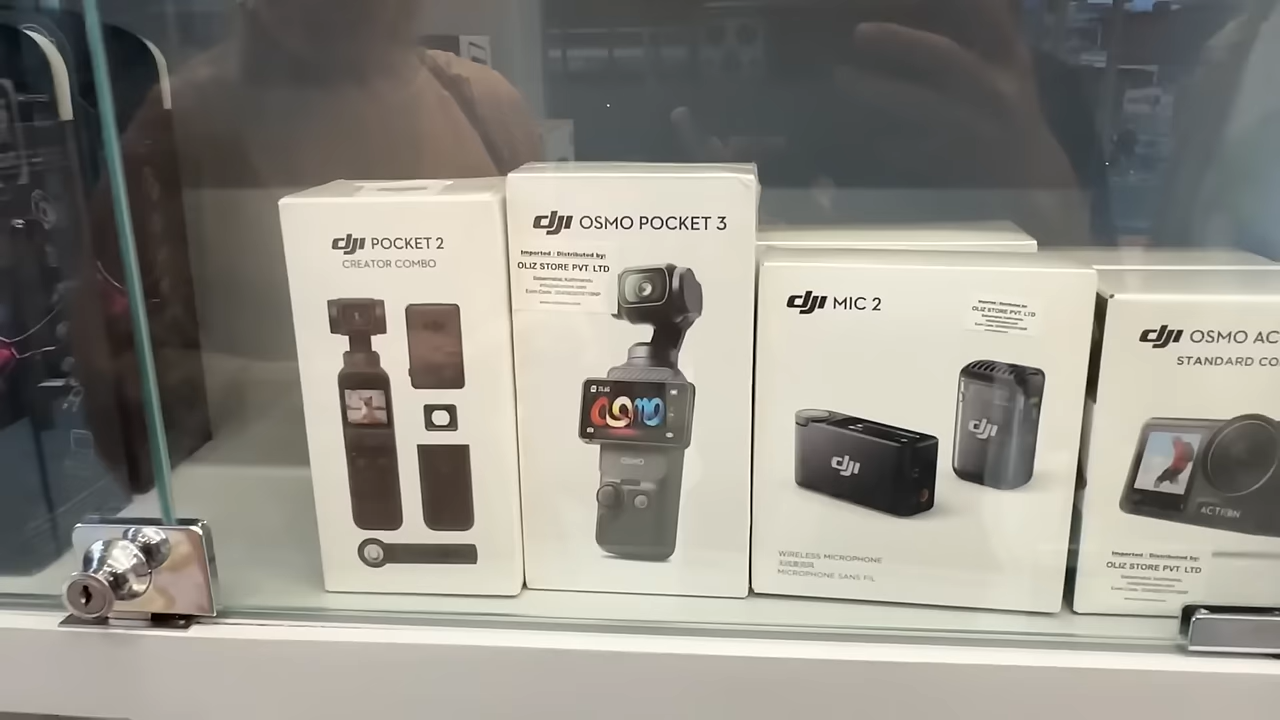 dji POCKET 2
CREATOR COMBO
dji OSMO POCKET 3
Imported / Distributed by:
OLIZ STORE PVT. LTD
OSMO
dji MIC 2
Imported / Distributed by:
OLIZ STORE PVT. LTD
dji
dji
WIRELESS MICROPHONE
MICROPHONE SANS FIL
dji OSMO AC
STANDARD CO
ACTION
Imported / Distributed by:
OLIZ STORE PVT. LTD